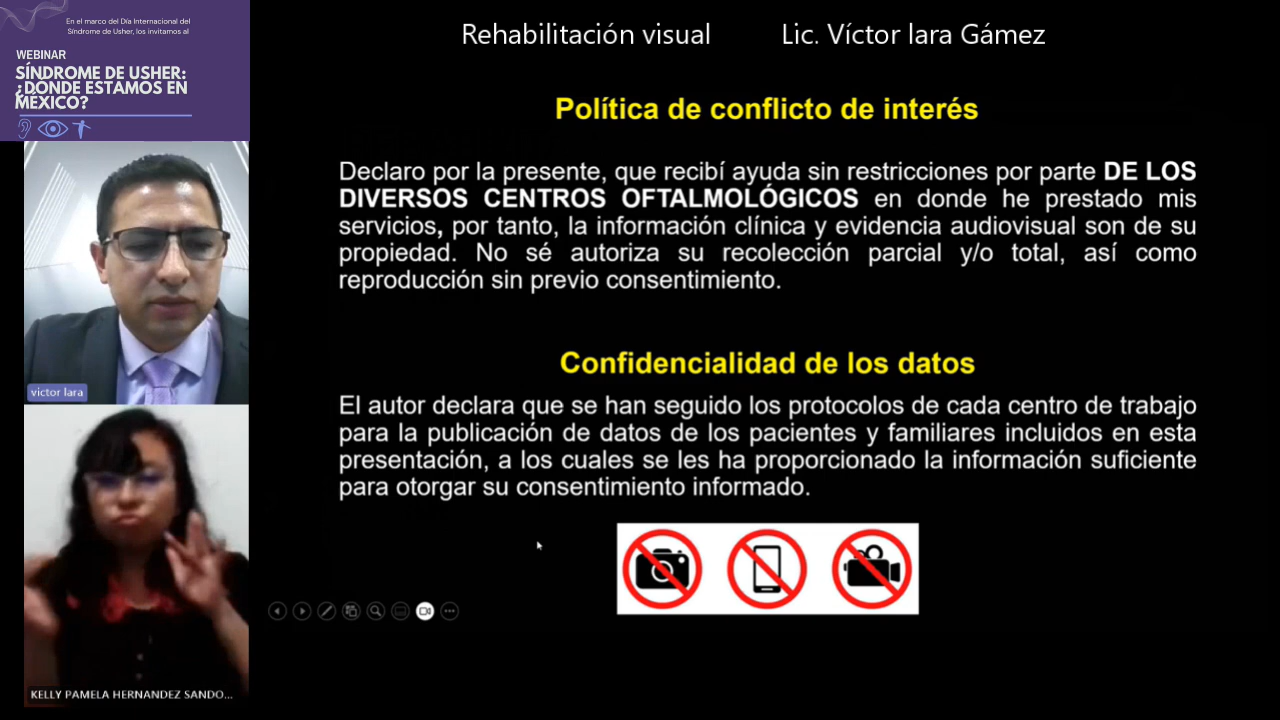 En el marco del Día Internacional del
Síndrome de Usher, los invitamos al
WEBINAR
SÍNDROME DE USHER:
¿DÓNDE ESTAMOS EN
MÉXICO?
victor lara
KELLY PAMELA HERNANDEZ SANDO...
Rehabilitación visual Lic. Víctor lara Gámez
Política de conflicto de interés
Declaro por la presente, que recibí ayuda sin restricciones por parte DE LOS
DIVERSOS CENTROS OFTALMOLÓGICOS en donde he prestado mis
servicios, por tanto, la información clínica y evidencia audiovisual son de su
propiedad. No sé autoriza su recolección parcial y/o total, así como
reproducción sin previo consentimiento.
Confidencialidad de los datos
El autor declara que se han seguido los protocolos de cada centro de trabajo
para la publicación de datos de los pacientes y familiares incluidos en esta
presentación, a los cuales se les ha proporcionado la información suficiente
para otorgar su consentimiento informado.